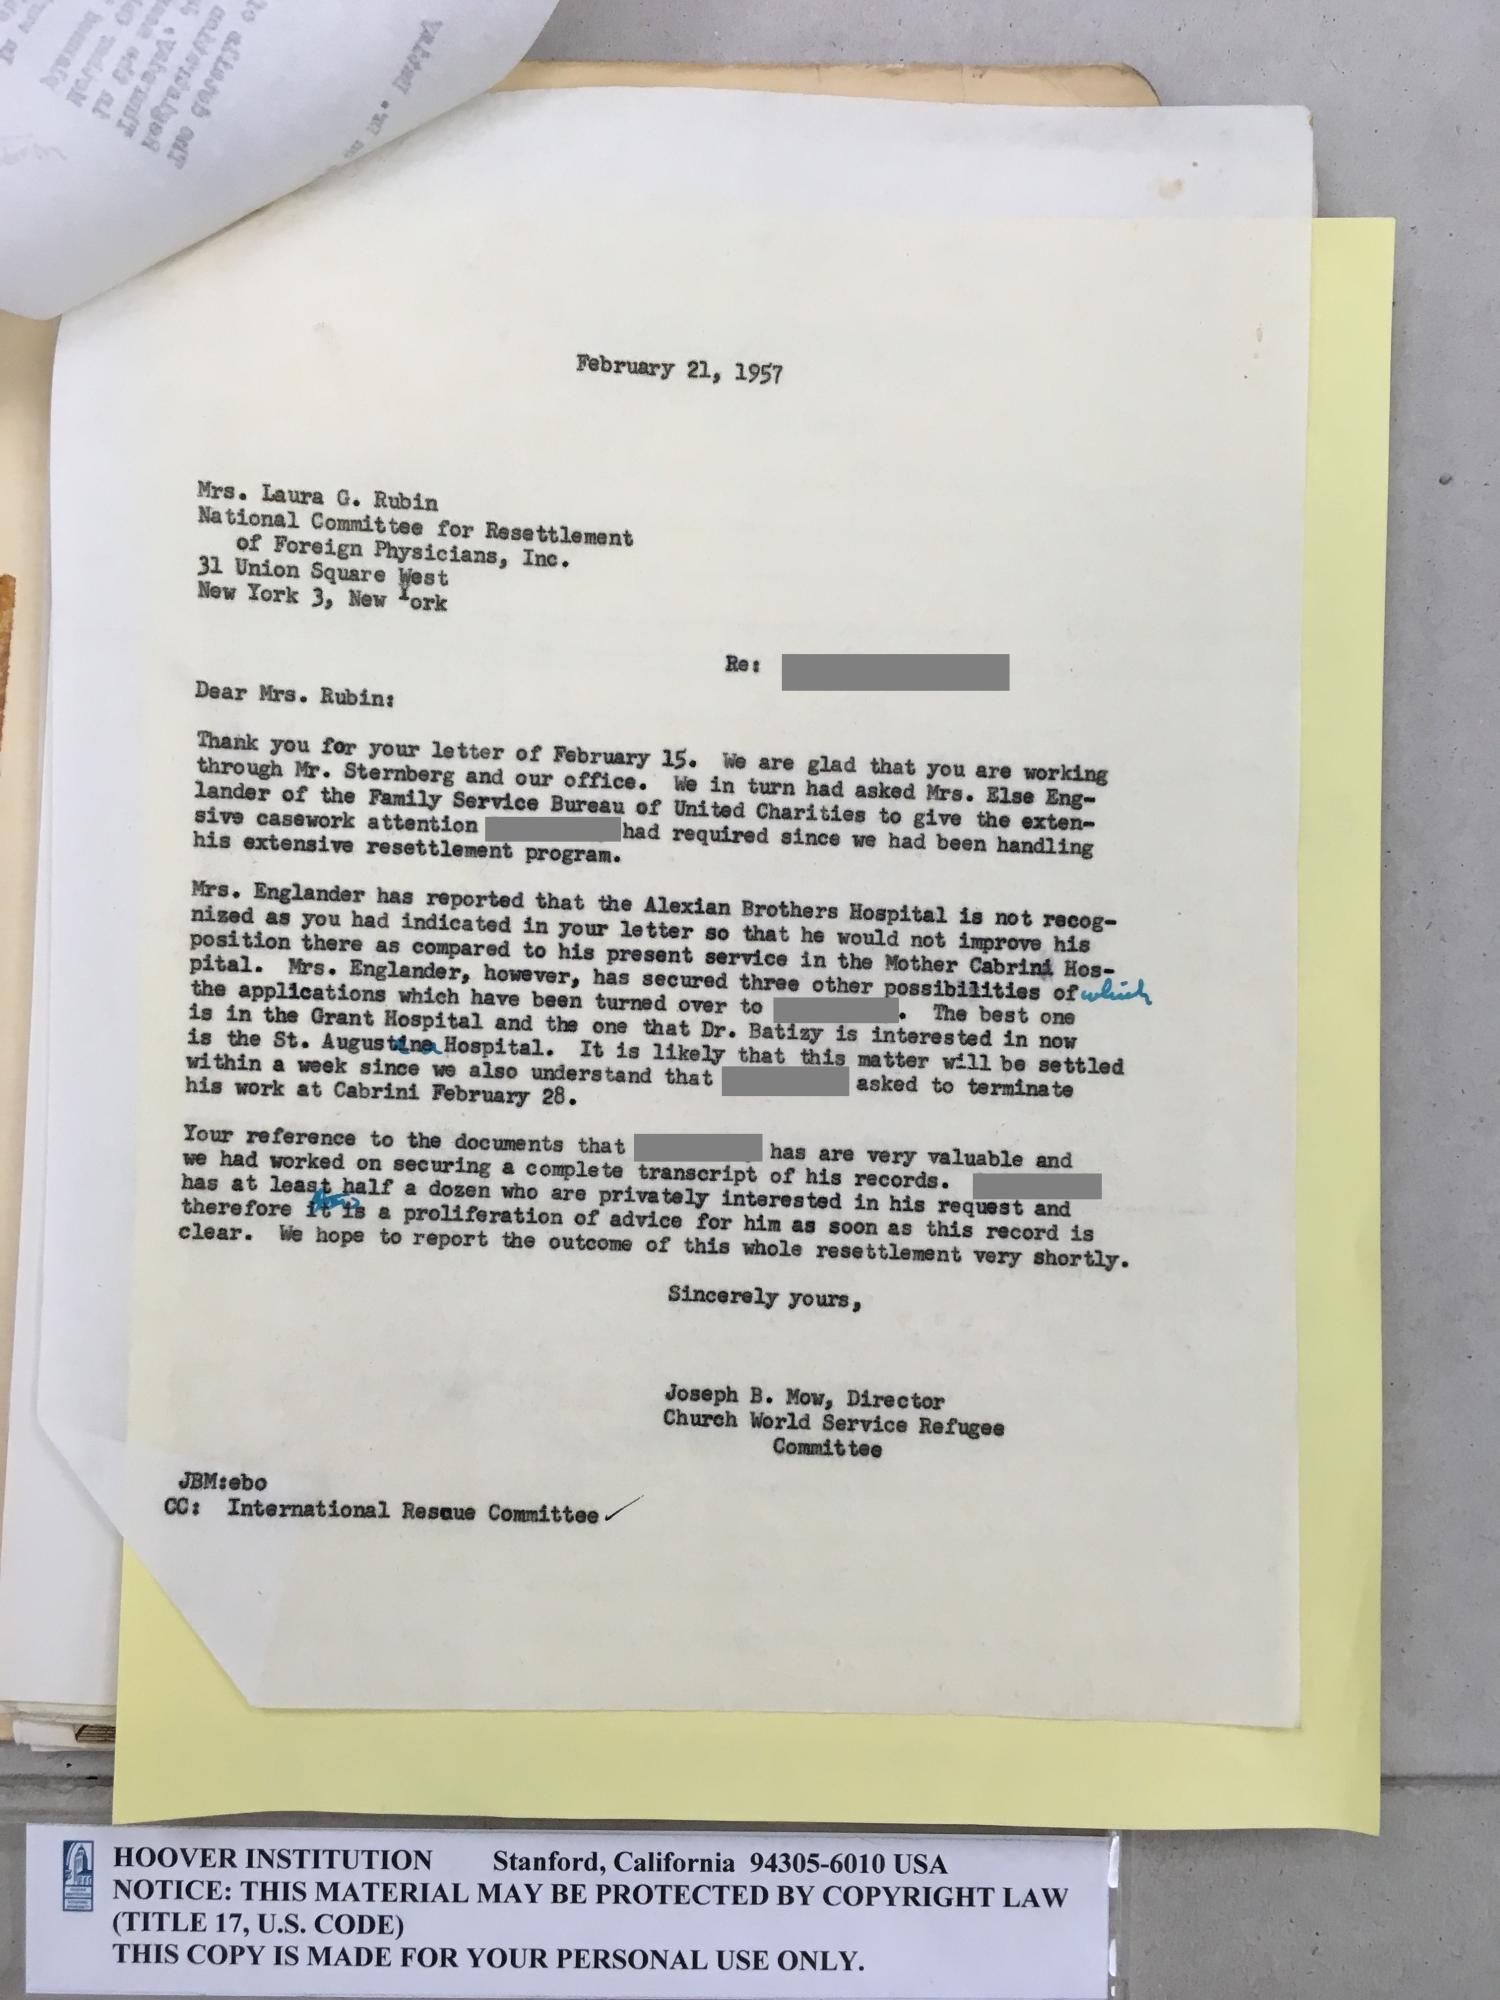 February 21, 1957
Mrs. Laura G. Rubin
National Committee for Resettlement
of Foreign Physicians, Inc.
31 Union Square West
New York 3, New York
Re:
Dear Mrs. Rubin:
Thank you for your letter of February 15. We are glad that you are working
through Mr. Sternberg and our office. We in turn had asked Mrs. Else Eng-
lander of the Family Service Bureau of United Charities to give the exten-
sive casework attention had required since we had been handling
his extensive resettlement program.
Mrs. Englander has reported that the Alexian Brothers Hospital is not recog-
nized as you had indicated in your letter so that he would not improve his
position there as compared to his present service in the Mother Cabrini Hos-
pital. Mrs. Englander, however, has secured three other possibilities of which
the applications which have been turned over to . The best one
is in the Grant Hospital and the one that Dr. Batizy is interested in now
is the St. Augustana Hospital. It is likely that this matter will be settled
within a week since we also understand that asked to terminate
his work at Cabrini February 28.
Your reference to the documents that has are very valuable and
we had worked on securing a complete transcript of his records.
has at least half a dozen who are privately interested in his request and
therefore it is a proliferation of advice for him as soon as this record is
clear. We hope to report the outcome of this whole resettlement very shortly.
Sincerely yours,
Joseph B. Mow, Director
Church World Service Refugee
Committee
JBM:ebo
CC: International Rescue Committee ✓
HOOVER INSTITUTION Stanford, California 94305-6010 USA
NOTICE: THIS MATERIAL MAY BE PROTECTED BY COPYRIGHT LAW
(TITLE 17, U.S. CODE)
THIS COPY IS MADE FOR YOUR PERSONAL USE ONLY.